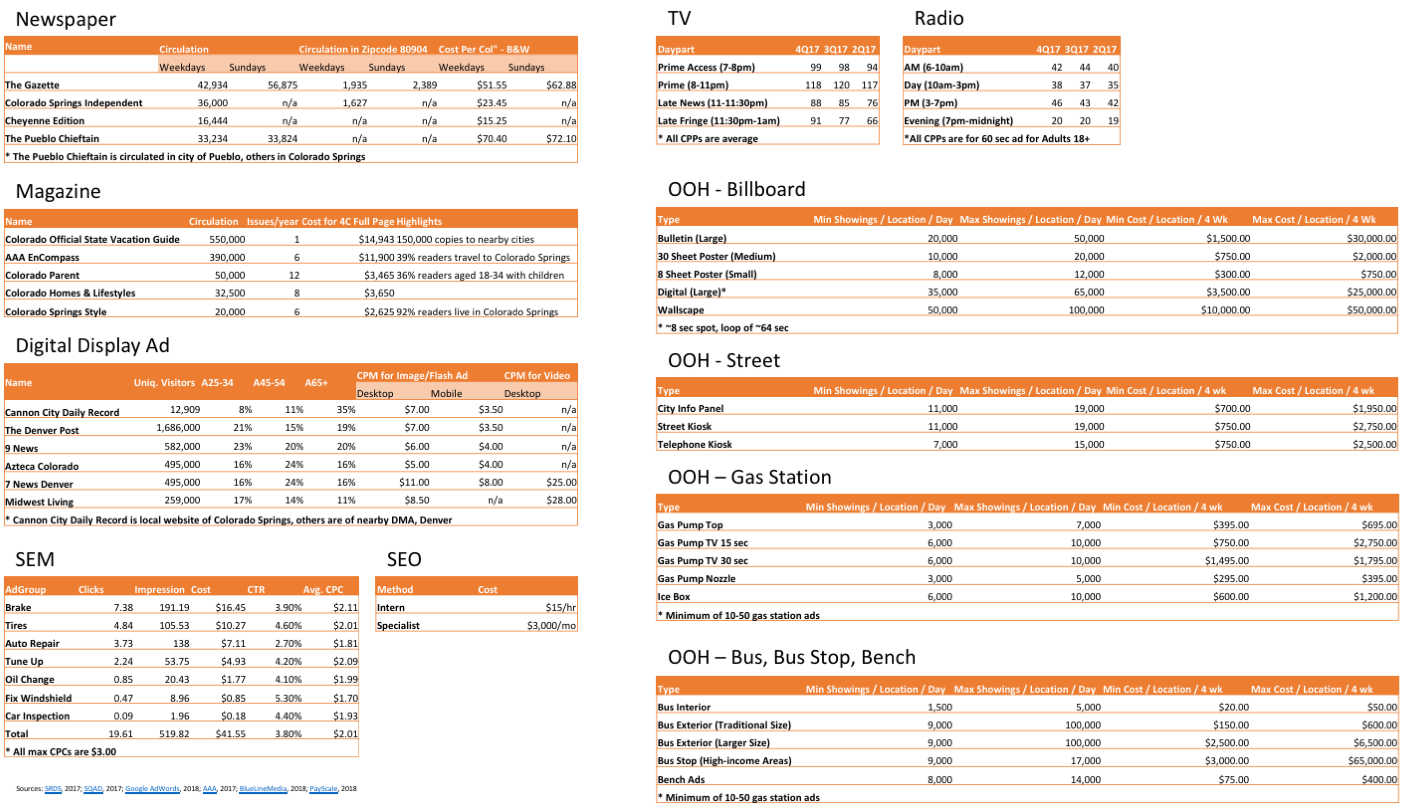 Newspaper
Name Circulation Circulation in Zipcode 80904 Cost Per Col" - B&W
Weekdays Sundays Weekdays Sundays Weekdays Sundays
The Gazette 42,934 56,875 1,935 2,389 $51.55 $62.88
Colorado Springs Independent 36,000 n/a 1,627 n/a $23.45
Cheyenne Edition 16,444 n/a n/a n/a $15.25
The Pueblo Chieftain 33,234 33,824 n/a n/a $70.40 $72.10
* The Pueblo Chieftain is circulated in city of Pueblo, others in Colorado Springs
Magazine
Name Circulation Issues/year Cost for 4C Full Page Highlights
Colorado Official State Vacation Guide 550,000 1 $14,943 150,000 copies to nearby cities
AAA EnCompass 390,000 6 $11,900 39% readers travel to Colorado Springs
Colorado Parent 50,000 12 $3,465 36% readers aged 18-34 with children
Colorado Homes & Lifestyles 32,500 8 $3,650
Colorado Springs Style 20,000 6 $2,625 92% readers live in Colorado Springs
Digital Display Ad
Name Uniq. Visitors A25-34 A45-54 A65+ CPM for Image/Flash Ad CPM for Video
Desktop Mobile Desktop
Cannon City Daily Record 12,909 8% 11% 35% $7.00 $3.50 n/a
The Denver Post 1,686,000 21% 15% 19% $7.00 $3.50 n/a
9 News 582,000 23% 20% 20% $6.00 $4.00 n/a
Azteca Colorado 495,000 16% 24% 16% $5.00 $4.00 n/a
7 News Denver 495,000 16% 24% 16% $11.00 $8.00 $25.00
Midwest Living 259,000 17% 14% 11% $8.50 n/a $28.00
* Cannon City Daily Record is local website of Colorado Springs, others are of nearby DMA, Denver
SEM
AdGroup Clicks Impression Cost CTR Avg. CPC
Brake 7.38 191.19 $16.45 3.90% $2.11
Tires 4.84 105.53 $10.27 4.60% $2.01
Auto Repair 3.73 138 $7.11 2.70% $1.81
Tune Up 2.24 53.75 $4.93 4.20% $2.09
Oil Change 0.85 20.43 $1.77 4.10% $1.99
Fix Windshield 0.47 8.96 $0.85 5.30% $1.70
Car Inspection 0.09 1.96 $0.18 4.40% $1.93
Total 19.61 519.82 $41.55 3.80% $2.01
* All max CPCs are $3.00
SEO
Method Cost
Intern $15/hr
Specialist $3,000/mo
Sources: SRDS, 2017; SQAD, 2017; Google AdWords, 2018; AAA, 2017; BlueLineMedia, 2018; PayScale, 2018
TV
Daypart 4Q17 3Q17 2Q17
Prime Access (7-8pm) 99 98 94
Prime (8-11pm) 118 120 117
Late News (11-11:30pm) 88 85 76
Late Fringe (11:30pm-1am) 91 77 66
* All CPPs are average
Radio
Daypart 4Q17 3Q17 2Q17
AM (6-10am) 42 44 40
Day (10am-3pm) 38 37 35
PM (3-7pm) 46 43 42
Evening (7pm-midnight) 20 20 19
*All CPPs are for 60 sec ad for Adults 18+
OOH - Billboard
Type Min Showings / Location / Day Max Showings / Location / Day Min Cost / Location / 4 Wk Max Cost / Location / 4 Wk
Bulletin (Large) 20,000 50,000 $1,500.00 $30,000.00
30 Sheet Poster (Medium) 10,000 20,000 $750.00 $2,000.00
8 Sheet Poster (Small) 8,000 12,000 $300.00 $750.00
Digital (Large)* 35,000 65,000 $3,500.00 $25,000.00
Wallscape 50,000 100,000 $10,000.00 $50,000.00
* ~8 sec spot, loop of ~64 sec
OOH - Street
Type Min Showings / Location / Day Max Showings / Location / Day Min Cost / Location / 4 wk Max Cost / Location / 4 wk
City Info Panel 11,000 19,000 $700.00 $1,950.00
Street Kiosk 11,000 19,000 $750.00 $2,750.00
Telephone Kiosk 7,000 15,000 $750.00 $2,500.00
OOH – Gas Station
Type Min Showings / Location / Day Max Showings / Location / Day Min Cost / Location / 4 wk Max Cost / Location / 4 wk
Gas Pump Top 3,000 7,000 $395.00 $695.00
Gas Pump TV 15 sec 6,000 10,000 $750.00 $2,750.00
Gas Pump TV 30 sec 6,000 10,000 $1,495.00 $1,795.00
Gas Pump Nozzle 3,000 5,000 $295.00 $395.00
Ice Box 6,000 10,000 $600.00 $1,200.00
* Minimum of 10-50 gas station ads
OOH – Bus, Bus Stop, Bench
Type Min Showings / Location / Day Max Showings / Location / Day Min Cost / Location / 4 wk Max Cost / Location / 4 wk
Bus Interior 1,500 5,000 $20.00 $50.00
Bus Exterior (Traditional Size) 9,000 100,000 $150.00 $600.00
Bus Exterior (Larger Size) 9,000 100,000 $2,500.00 $6,500.00
Bus Stop (High-income Areas) 9,000 17,000 $3,000.00 $65,000.00
Bench Ads 8,000 14,000 $75.00 $400.00
* Minimum of 10-50 gas station ads